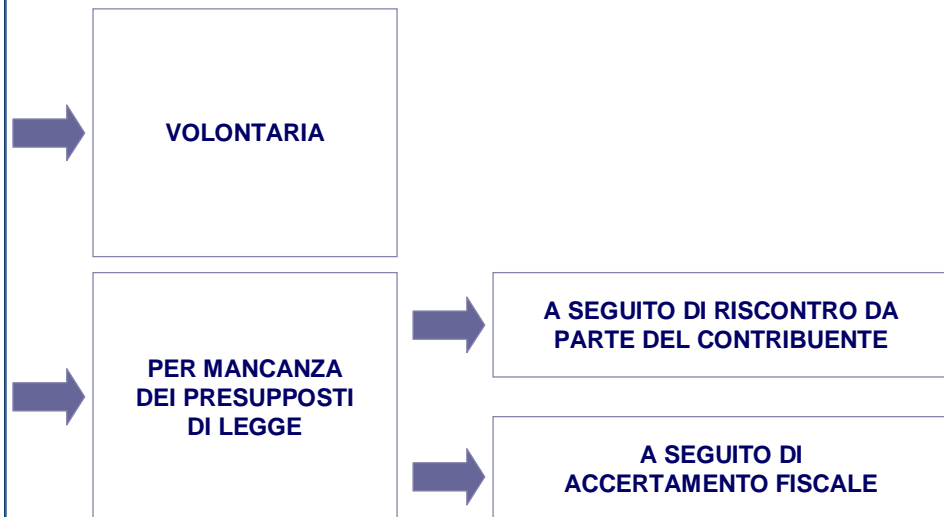 VOLONTARIA
PER MANCANZA
DEI PRESUPPOSTI
DI LEGGE
A SEGUITO DI RISCONTRO DA
PARTE DEL CONTRIBUENTE
A SEGUITO DI
ACCERTAMENTO FISCALE